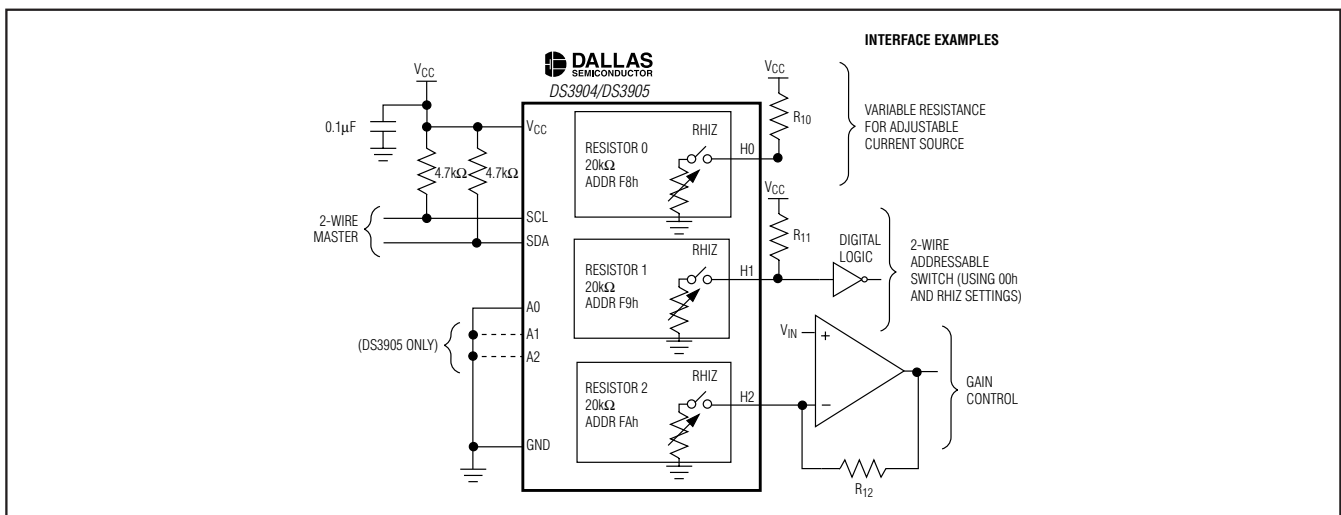 INTERFACE EXAMPLES
DALLAS
SEMICONDUCTOR
DS3904/DS3905
VCC
0.1µF
4.7kΩ
4.7kΩ
2-WIRE
MASTER
VCC
SCL
SDA
A0
A1
A2
(DS3905 ONLY)
GND
RESISTOR 0
20kΩ
ADDR F8h
RHIZ
H0
VCC
R10
VARIABLE RESISTANCE
FOR ADJUSTABLE
CURRENT SOURCE
RESISTOR 1
20kΩ
ADDR F9h
RHIZ
H1
VCC
R11
DIGITAL
LOGIC
2-WIRE
ADDRESSABLE
SWITCH (USING 00h
AND RHIZ SETTINGS)
RESISTOR 2
20kΩ
ADDR FAh
RHIZ
H2
VIN
+
−
R12
GAIN
CONTROL